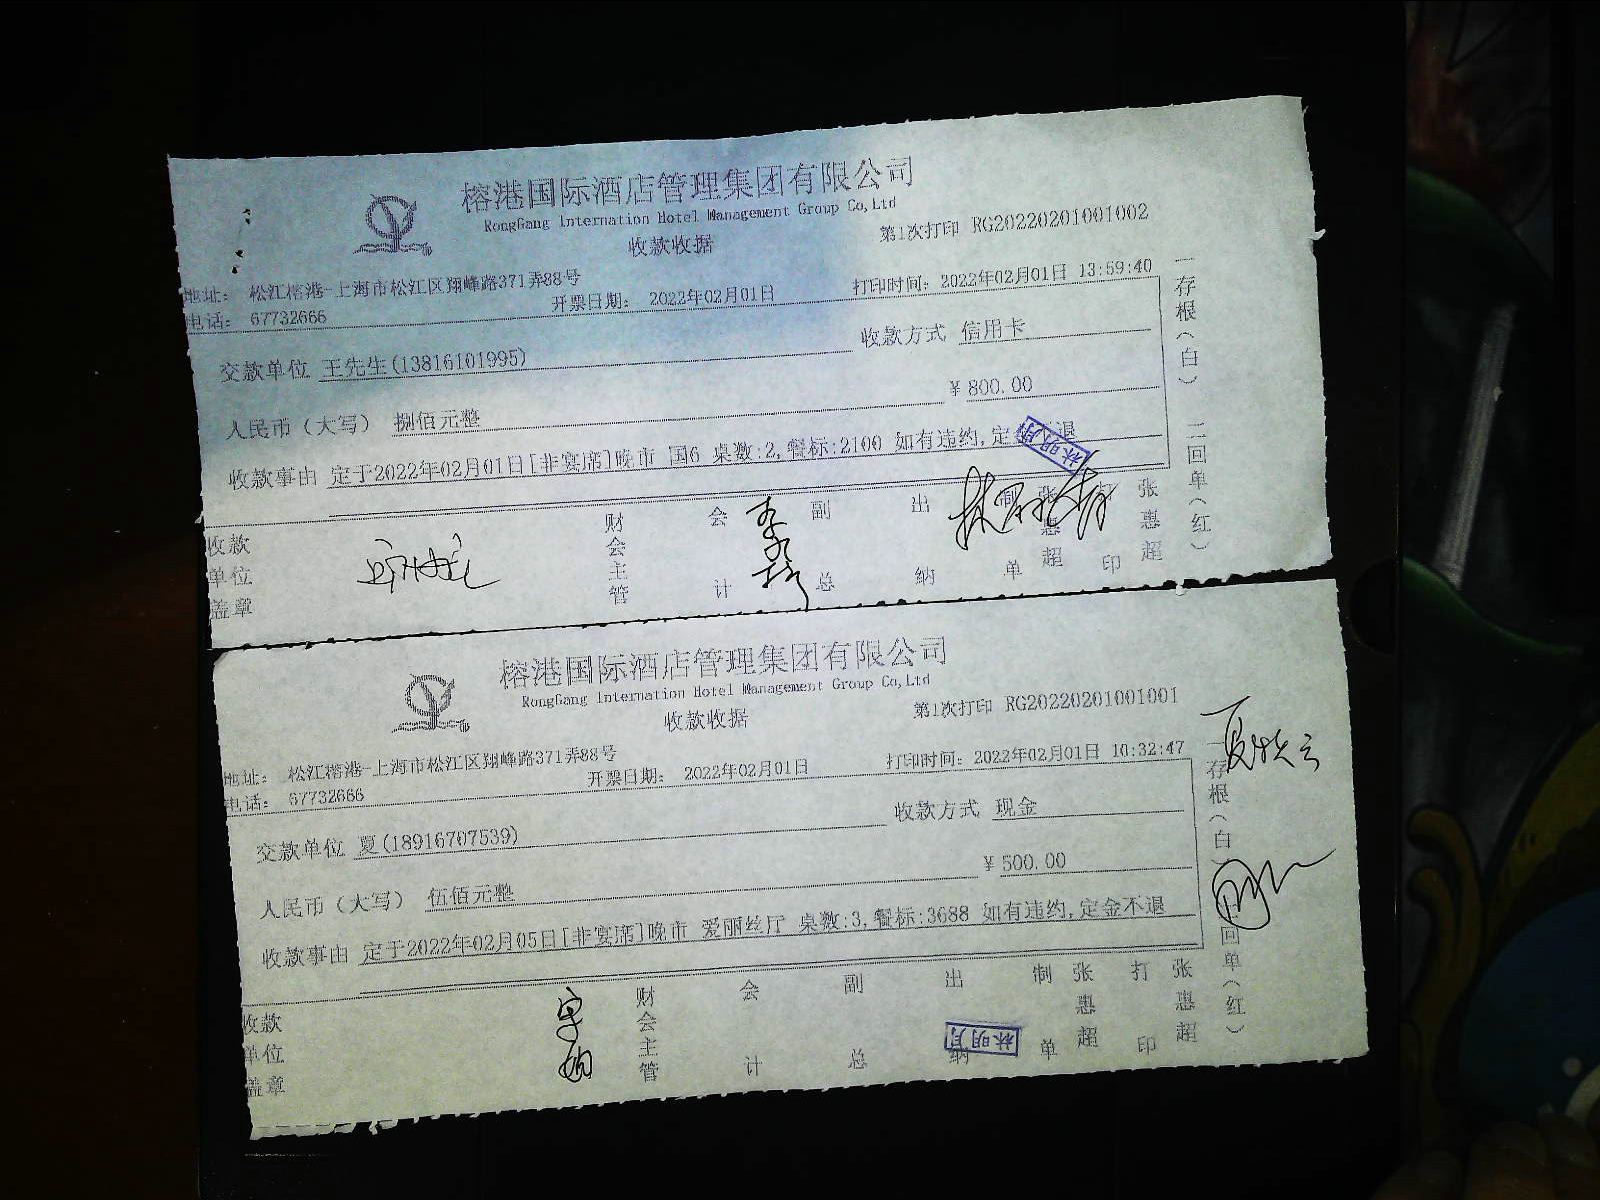 榕港国际酒店管理集团有限公司
RongGang Internation Hotel Management Group Co,Ltd
收款收据
第1次打印 RG20220201001002
地址: 松江榕港-上海市松江区翔峰路371弄88号
电话: 67732666
开票日期: 2022年02月01日
打印时间: 2022年02月01日 13:59:40
交款单位 王先生(13816101995)
收款方式 信用卡
人民币(大写) 捌佰元整
¥ 800.00
收款事由 定于2022年02月01日[非宴席]晚市 国6 桌数:2,餐标:2100 如有违约,定 不退
林明月
收款单位盖章
财会主管
会计
副总
出纳
制单 张惠超
打印 张惠超
一存根(白) 二回单(红)
榕港国际酒店管理集团有限公司
RongGang Internation Hotel Management Group Co,Ltd
收款收据
第1次打印 RG20220201001001
地址: 松江榕港-上海市松江区翔峰路371弄88号
电话: 67732666
开票日期: 2022年02月01日
打印时间: 2022年02月01日 10:32:47
交款单位 夏(18916707539)
收款方式 现金
人民币(大写) 伍佰元整
¥ 500.00
收款事由 定于2022年02月05日[非宴席]晚市 爱丽丝厅 桌数:3,餐标:3688 如有违约,定金不退
收款单位盖章
财会主管
会计
副总
出纳
林明月
制单 张惠超
打印 张惠超
一存根(白) 回单(红)